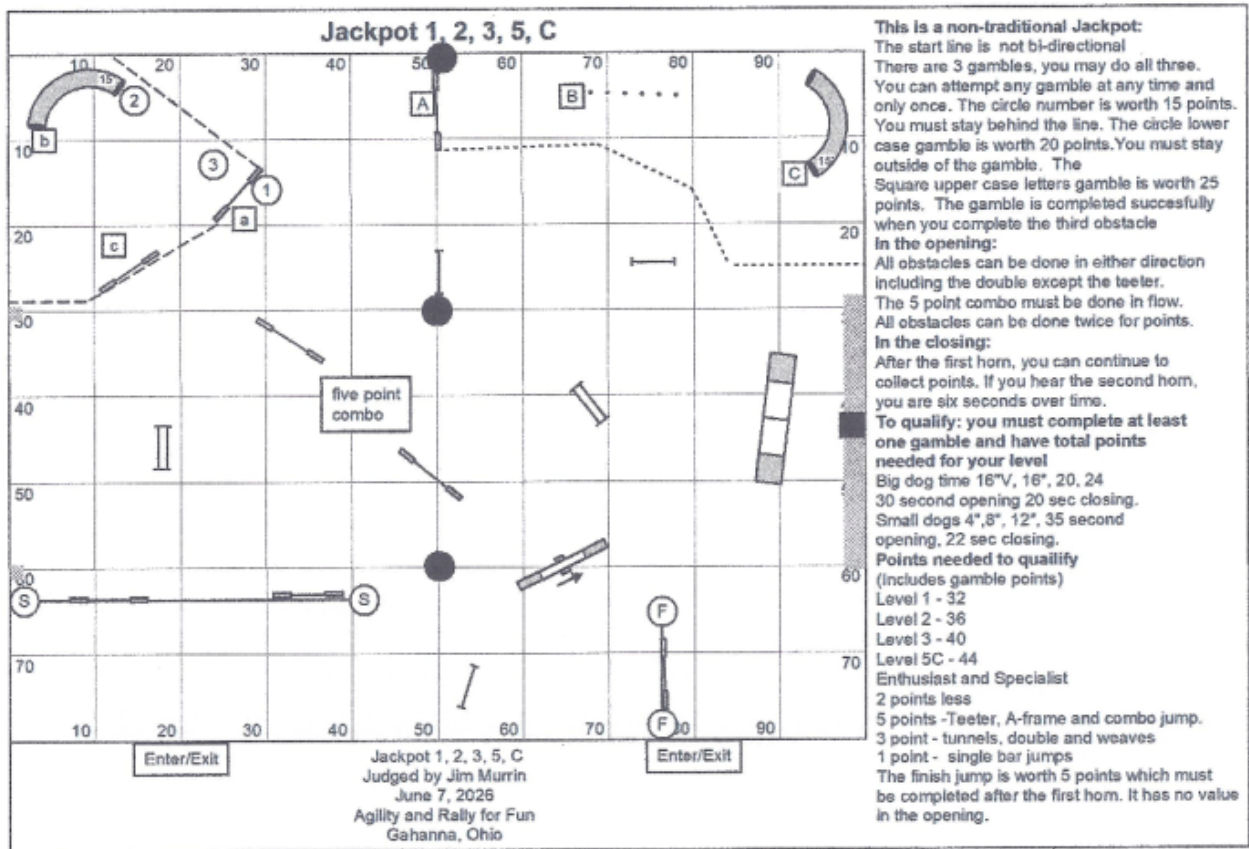 Jackpot 1, 2, 3, 5, C
10 20 30 40 50 60 70 80 90
15'
2
b
A
B
C
15'
10
10
3
1
a
c
20
20
30
five point
combo
40
50
60
60
S
S
F
F
70
70
10 20 30 40 50 60 70 80 90
Enter/Exit
Enter/Exit
Jackpot 1, 2, 3, 5, C
Judged by Jim Murrin
June 7, 2026
Agility and Rally for Fun
Gahanna, Ohio
This is a non-traditional Jackpot:
The start line is not bi-directional
There are 3 gambles, you may do all three.
You can attempt any gamble at any time and
only once. The circle number is worth 15 points.
You must stay behind the line. The circle lower
case gamble is worth 20 points.You must stay
outside of the gamble. The
Square upper case letters gamble is worth 25
points. The gamble is completed succesfully
when you complete the third obstacle
In the opening:
All obstacles can be done in either direction
including the double except the teeter.
The 5 point combo must be done in flow.
All obstacles can be done twice for points.
In the closing:
After the first horn, you can continue to
collect points. If you hear the second horn,
you are six seconds over time.
To qualify: you must complete at least
one gamble and have total points
needed for your level
Big dog time 16"V, 16", 20, 24
30 second opening 20 sec closing.
Small dogs 4",8", 12", 35 second
opening, 22 sec closing.
Points needed to quailify
(includes gamble points)
Level 1 - 32
Level 2 - 36
Level 3 - 40
Level 5C - 44
Enthusiast and Specialist
2 points less
5 points -Teeter, A-frame and combo jump.
3 point - tunnels, double and weaves
1 point - single bar jumps
The finish jump is worth 5 points which must
be completed after the first horn. It has no value
in the opening.